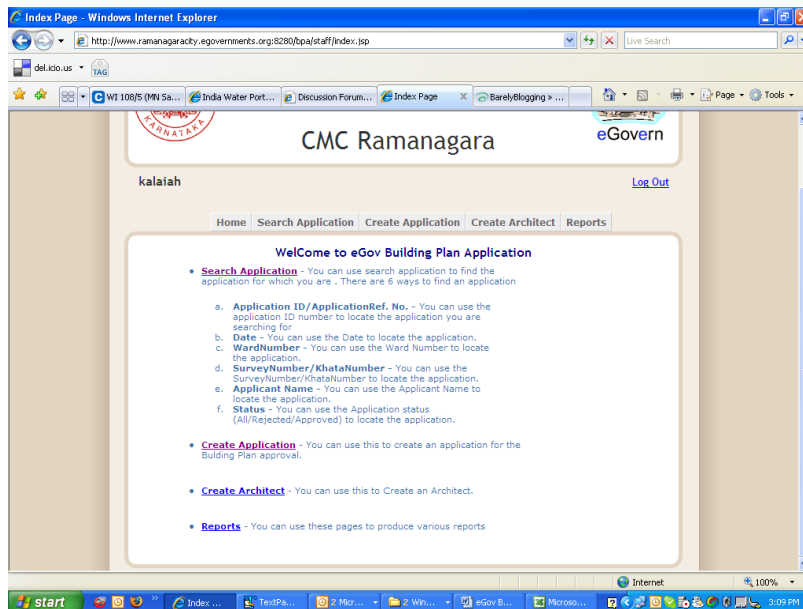 Index Page - Windows Internet Explorer
http://www.ramanagaracity.egovernments.org:8280/bpa/staff/index.jsp
Live Search
del.icio.us
TAG
WI 108/5 (MN Sa...
India Water Port...
Discussion Forum...
Index Page
BarelyBlogging » ...
Page
Tools
KARNATAKA
CMC Ramanagara
eGovern
kalaiah
Log Out
Home Search Application Create Application Create Architect Reports
WelCome to eGov Building Plan Application
• Search Application - You can use search application to find the
application for which you are . There are 6 ways to find an application
a. Application ID/ApplicationRef. No. - You can use the
application ID number to locate the application you are
searching for
b. Date - You can use the Date to locate the application.
c. WardNumber - You can use the Ward Number to locate
the application.
d. SurveyNumber/KhataNumber - You can use the
SurveyNumber/KhataNumber to locate the application.
e. Applicant Name - You can use the Applicant Name to
locate the application.
f. Status - You can use the Application status
(All/Rejected/Approved) to locate the application.
• Create Application - You can use this to create an application for the
Bulding Plan approval.
• Create Architect - You can use this to Create an Architect.
• Reports - You can use these pages to produce various reports
Internet
100%
start
Index ...
TextPa...
2 Micr...
2 Win...
eGov B...
Microso...
3:09 PM